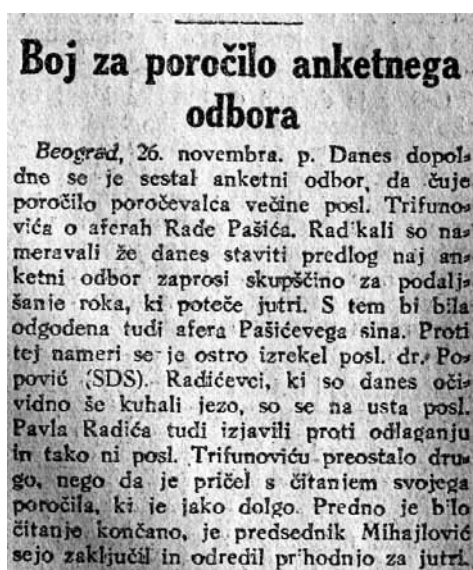 Boj za poročilo anketnega
odbora
Beograd, 26. novembra. p. Danes dopol-
dne se je sestal anketni odbor, da čuje
poročilo poročevalca večine posl. Trifuno-
vića o aferah Rade Pašića. Rad'kali so na-
meravali že danes staviti predlog naj an-
ketni odbor zaprosi skupščino za podalj-
šanje roka, ki poteče jutri. S tem bi bila
odgodena tudi afera Pašićevega sina. Proti
tej nameri se je ostro izrekel posl. dr. Po-
pović (SDS). Radićevci, ki so danes oči-
vidno še kuhali jezo, so se na usta posl.
Pavla Radića tudi izjavili proti odlaganju
in tako ni posl. Trifunoviću preostalo dru-
go, nego da je pričel s čitanjem svojega
poročila, ki je jako dolgo. Predno je bilo
čitanje končano, je predsednik Mihajlović
sejo zaključil in odredil pr'hodnjo za jutri.